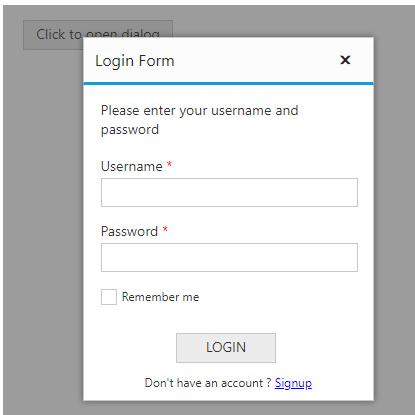 Click to open dialog
Login Form
Please enter your username and
password
Username *
Password *
Remember me
LOGIN
Don't have an account ? Signup